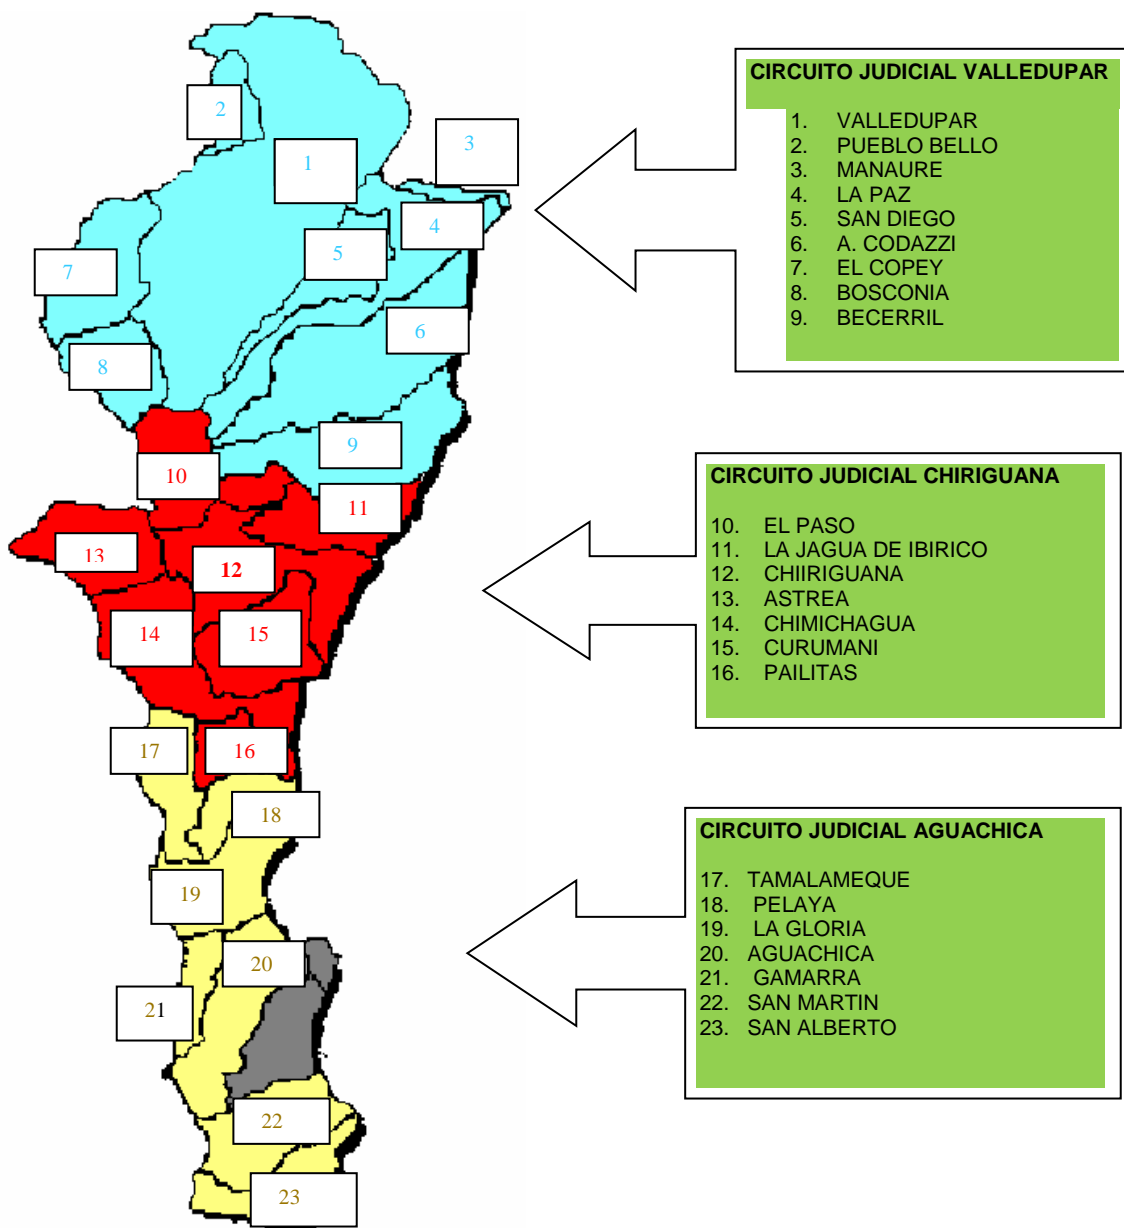 CIRCUITO JUDICIAL VALLEDUPAR
1. VALLEDUPAR
2. PUEBLO BELLO
3. MANAURE
4. LA PAZ
5. SAN DIEGO
6. A. CODAZZI
7. EL COPEY
8. BOSCONIA
9. BECERRIL
CIRCUITO JUDICIAL CHIRIGUANA
10. EL PASO
11. LA JAGUA DE IBIRICO
12. CHIIRIGUANA
13. ASTREA
14. CHIMICHAGUA
15. CURUMANI
16. PAILITAS
CIRCUITO JUDICIAL AGUACHICA
17. TAMALAMEQUE
18. PELAYA
19. LA GLORIA
20. AGUACHICA
21. GAMARRA
22. SAN MARTIN
23. SAN ALBERTO
2
1
3
4
5
7
6
8
9
10
11
13
12
14
15
17
16
18
19
20
21
22
23